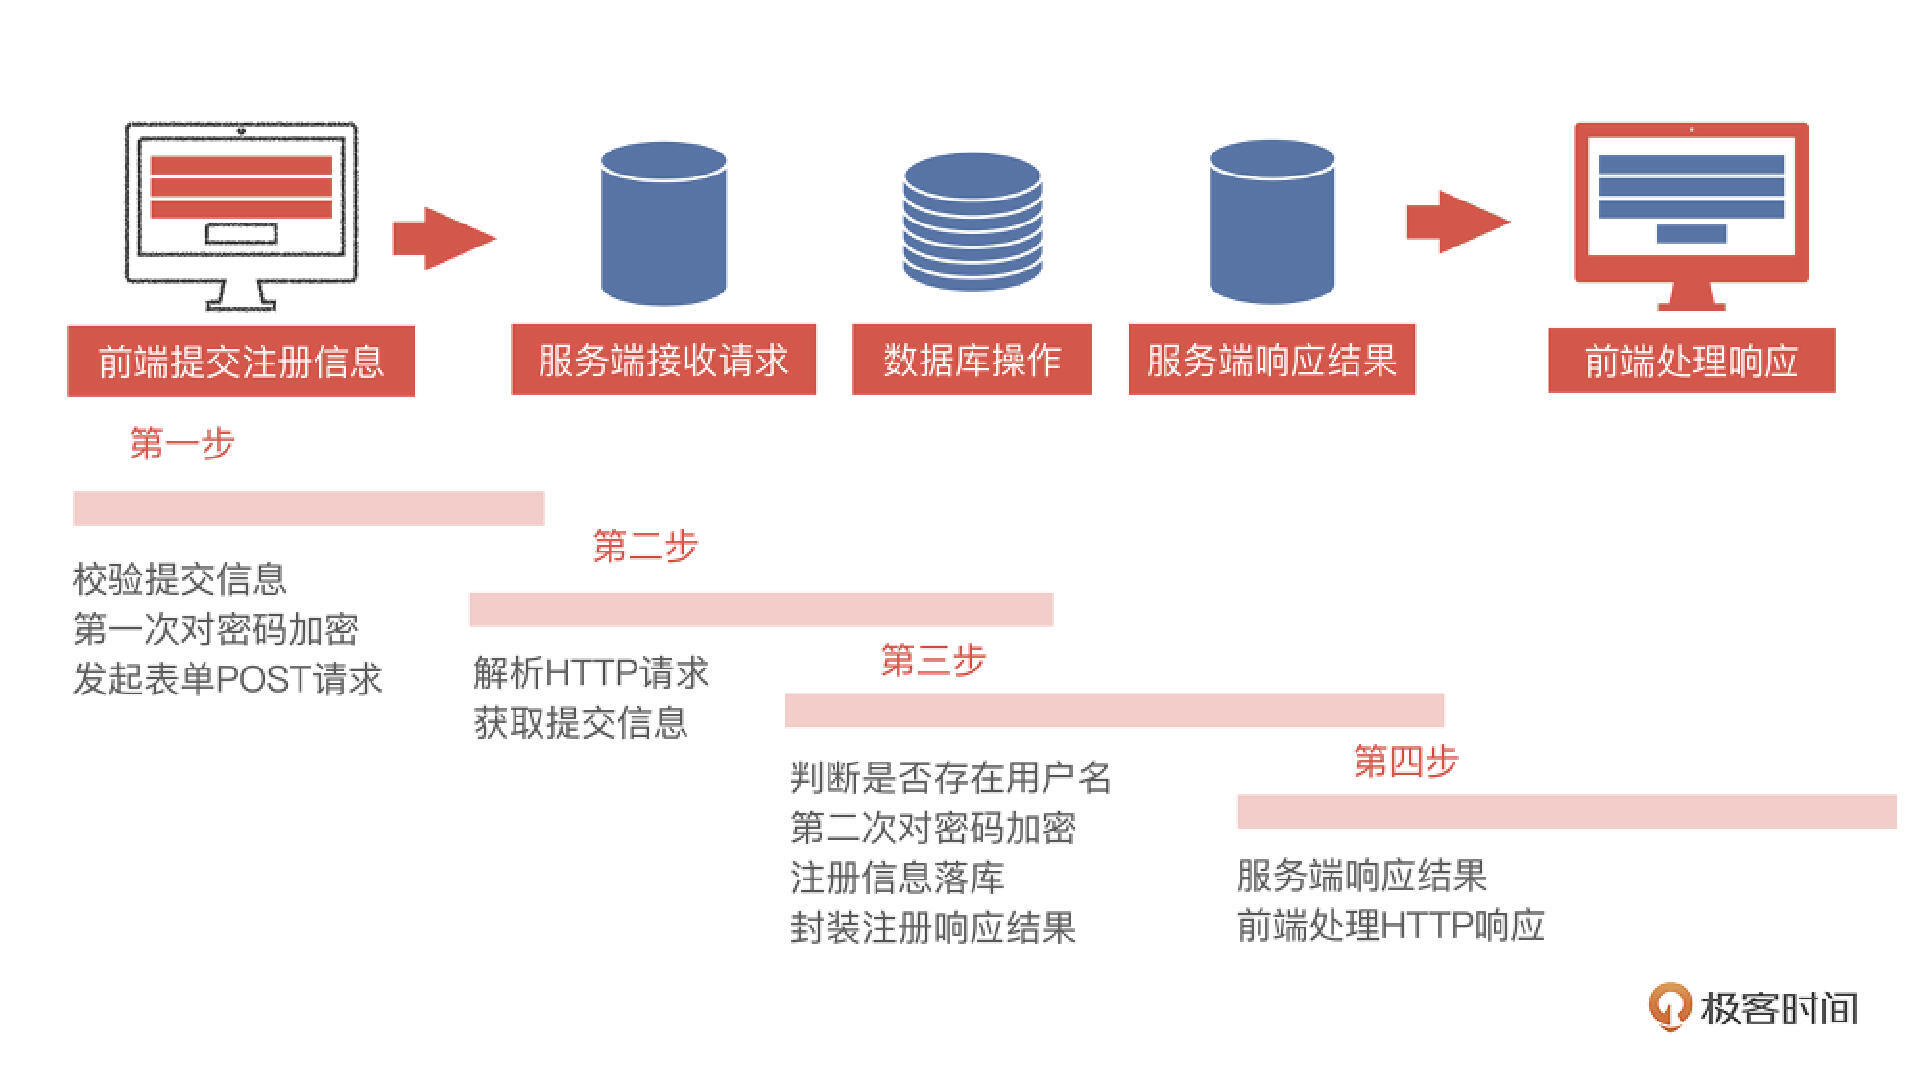 前端提交注册信息
服务端接收请求
数据库操作
服务端响应结果
前端处理响应
第一步
校验提交信息
第一次对密码加密
发起表单POST请求
第二步
解析HTTP请求
获取提交信息
第三步
判断是否存在用户名
第二次对密码加密
注册信息落库
封装注册响应结果
第四步
服务端响应结果
前端处理HTTP响应
极客时间